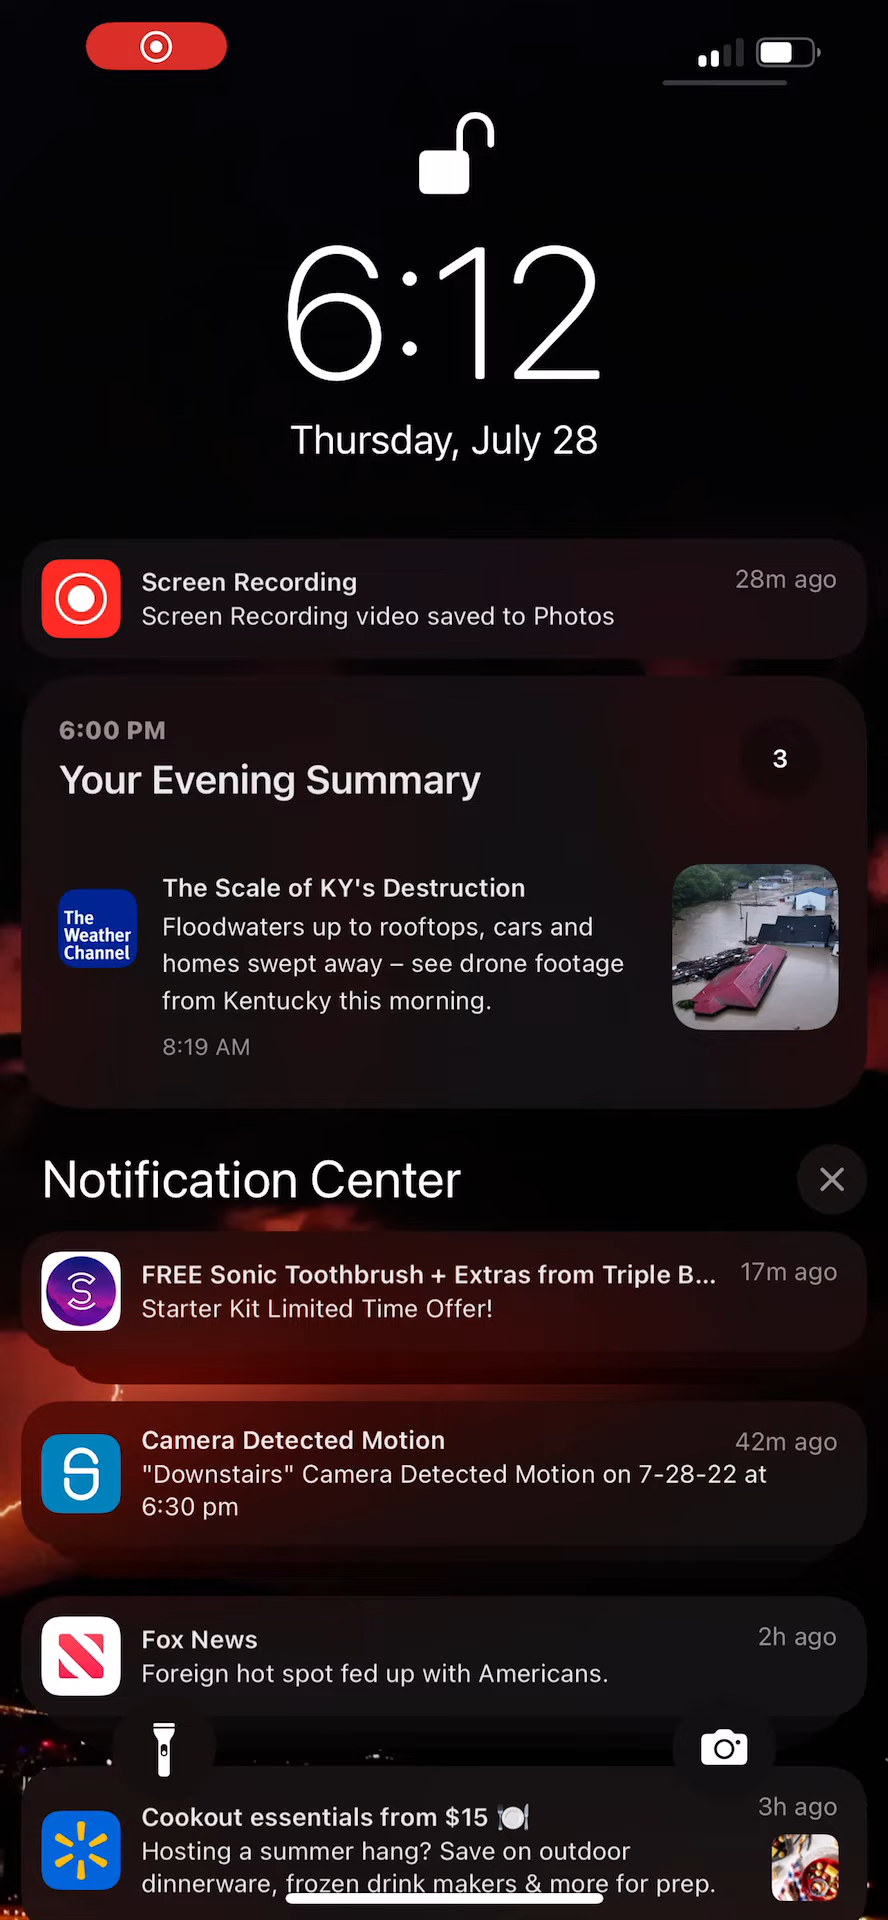 6:12
Thursday, July 28
Screen Recording
28m ago
Screen Recording video saved to Photos
6:00 PM
Your Evening Summary
3
The Scale of KY's Destruction
The
Weather
Channel
Floodwaters up to rooftops, cars and
homes swept away – see drone footage
from Kentucky this morning.
8:19 AM
Notification Center
FREE Sonic Toothbrush + Extras from Triple B...
17m ago
Starter Kit Limited Time Offer!
Camera Detected Motion
42m ago
"Downstairs" Camera Detected Motion on 7-28-22 at
6:30 pm
Fox News
2h ago
Foreign hot spot fed up with Americans.
Cookout essentials from $15 🍽️
3h ago
Hosting a summer hang? Save on outdoor
dinnerware, frozen drink makers & more for prep.